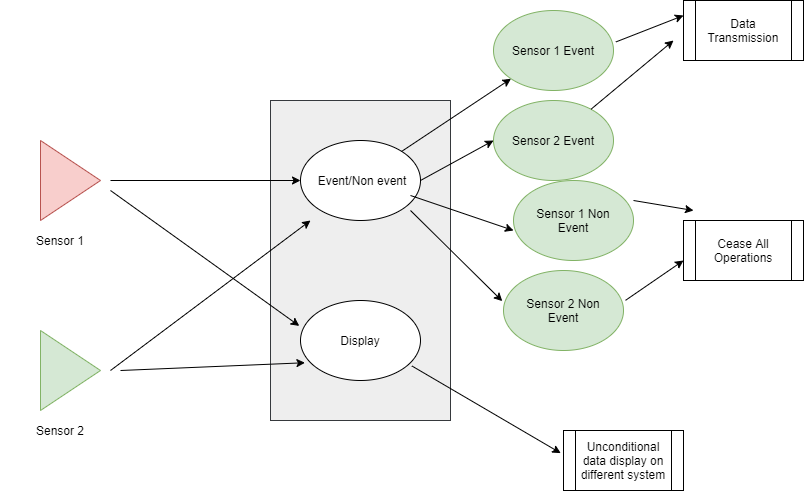 Sensor 1 Event
Data
Transmission
Sensor 2 Event
Event/Non event
Sensor 1
Sensor 1 Non
Event
Cease All
Operations
Sensor 2 Non
Event
Display
Sensor 2
Unconditional
data display on
different system